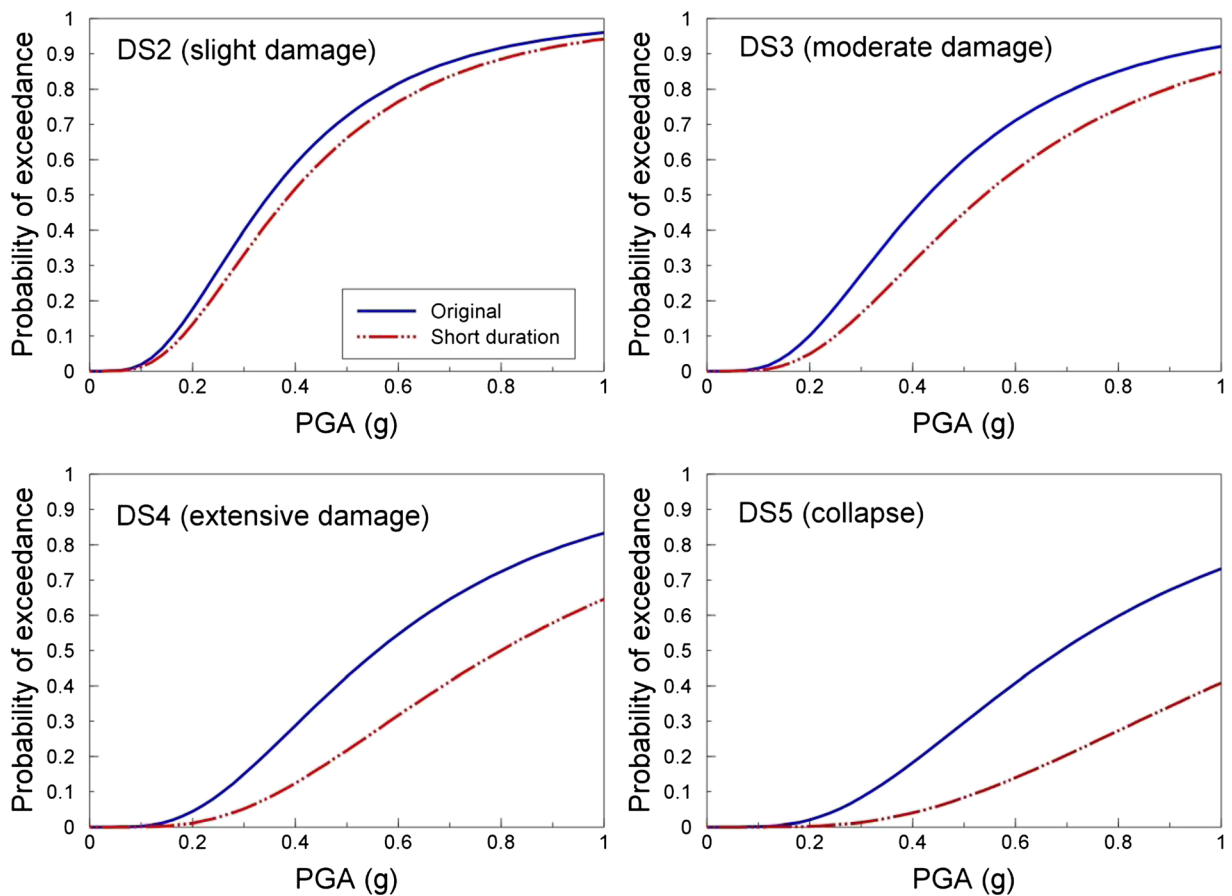 DS2 (slight damage)
Probability of exceedance
1
0.9
0.8
0.7
0.6
0.5
0.4
0.3
0.2
0.1
0
Original
Short duration
0 0.2 0.4 0.6 0.8 1
PGA (g)
DS3 (moderate damage)
Probability of exceedance
1
0.9
0.8
0.7
0.6
0.5
0.4
0.3
0.2
0.1
0
0 0.2 0.4 0.6 0.8 1
PGA (g)
DS4 (extensive damage)
Probability of exceedance
1
0.9
0.8
0.7
0.6
0.5
0.4
0.3
0.2
0.1
0
0 0.2 0.4 0.6 0.8 1
PGA (g)
DS5 (collapse)
Probability of exceedance
1
0.9
0.8
0.7
0.6
0.5
0.4
0.3
0.2
0.1
0
0 0.2 0.4 0.6 0.8 1
PGA (g)